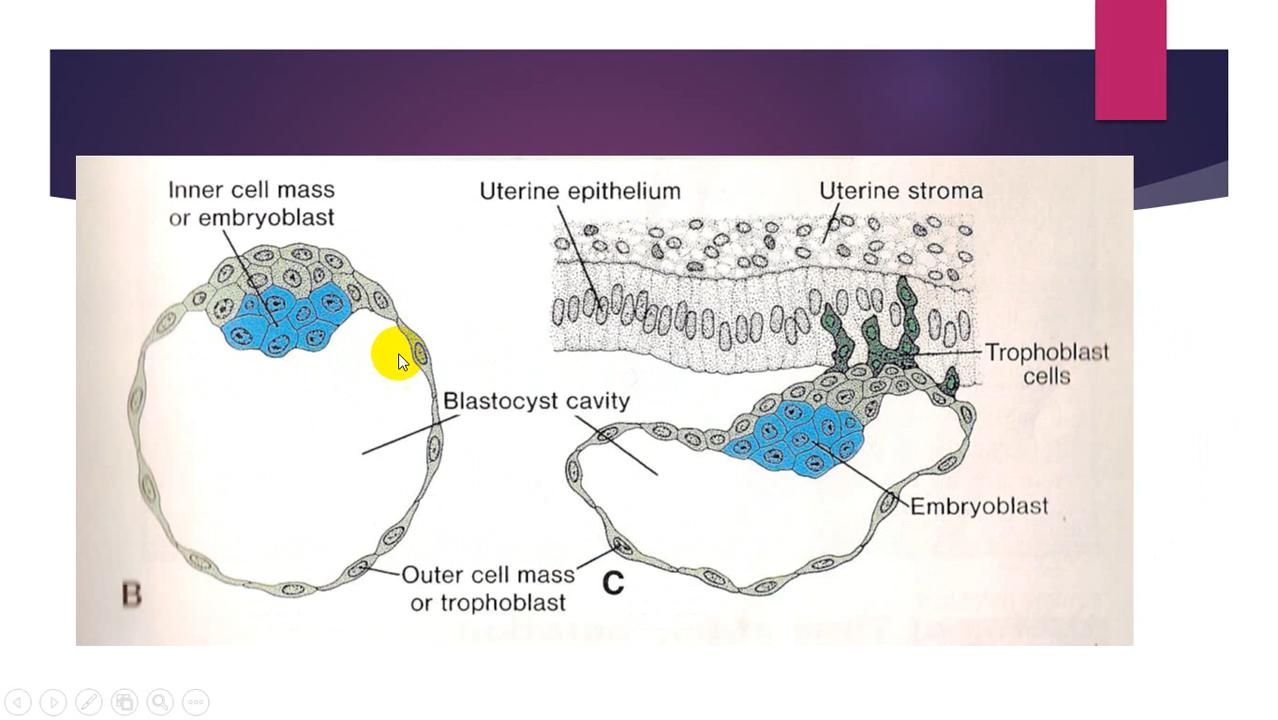 Inner cell mass
or embryoblast
Uterine epithelium
Uterine stroma
Trophoblast
cells
Blastocyst cavity
Embryoblast
Outer cell mass
or trophoblast
B
C